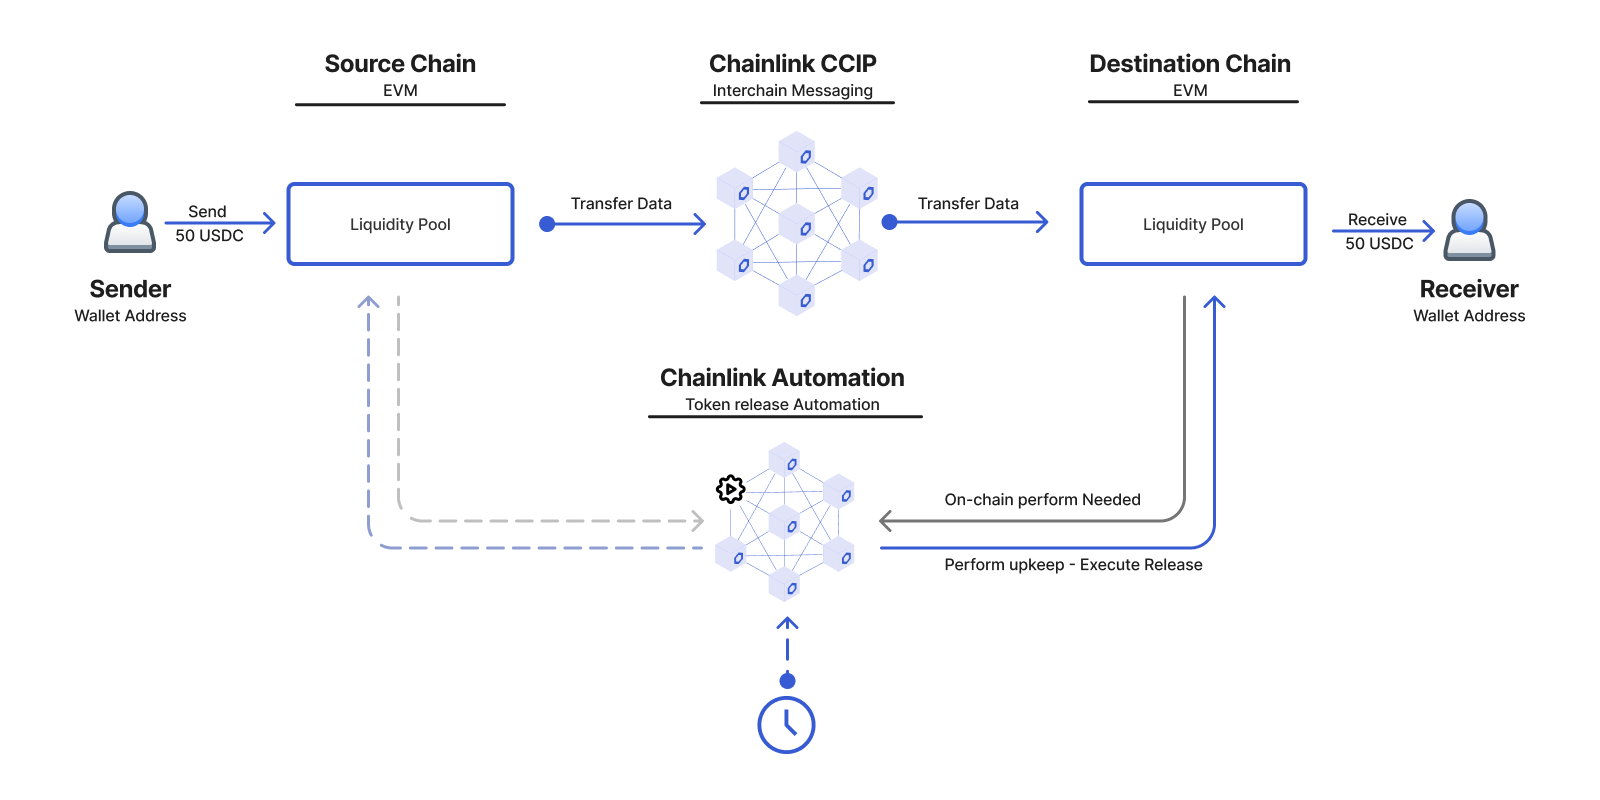 Source Chain
EVM
Chainlink CCIP
Interchain Messaging
Destination Chain
EVM
Send
50 USDC
Liquidity Pool
Transfer Data
Transfer Data
Liquidity Pool
Receive
50 USDC
Sender
Wallet Address
Receiver
Wallet Address
Chainlink Automation
Token release Automation
On-chain perform Needed
Perform upkeep - Execute Release